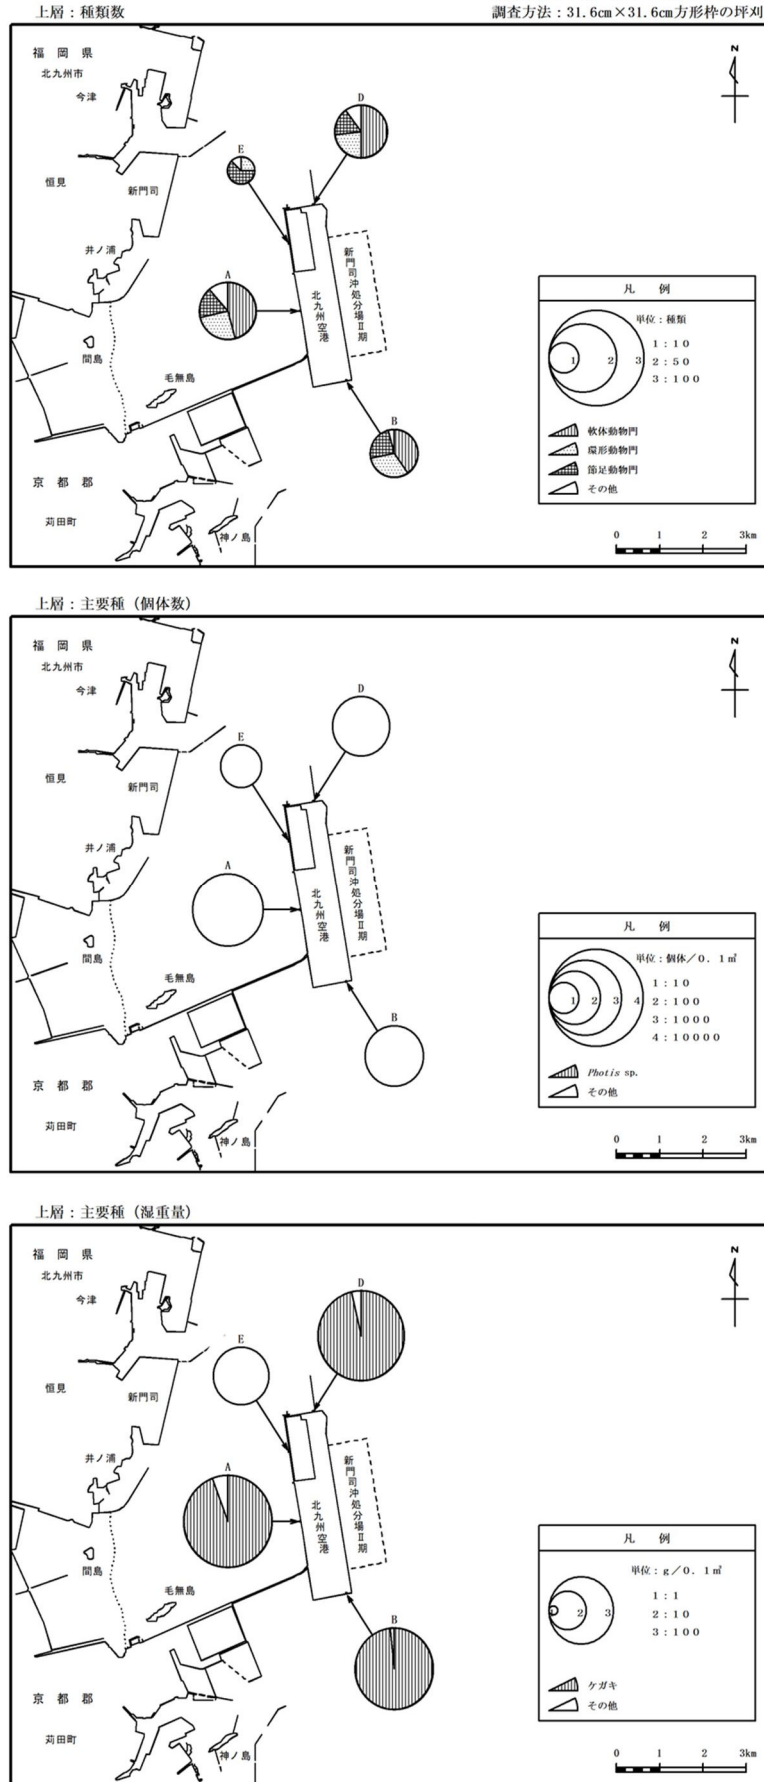 上層：種類数
調査方法：31.6cm×31.6cm方形枠の坪刈
福岡県
北九州市
今津
恒見
新門司
井ノ浦
間島
毛無島
京都郡
苅田町
神ノ島
北九州空港
新門司沖処分場Ⅱ期
D
E
A
B
N
凡例
単位：種類
1 2 3
1：10
2：50
3：100
軟体動物門
環形動物門
節足動物門
その他
0 1 2 3km
上層：主要種（個体数）
福岡県
北九州市
今津
恒見
新門司
井ノ浦
間島
毛無島
京都郡
苅田町
神ノ島
北九州空港
新門司沖処分場Ⅱ期
D
E
A
B
N
凡例
単位：個体／0.1㎡
1 2 3 4
1：10
2：100
3：1000
4：10000
Photis sp.
その他
0 1 2 3km
上層：主要種（湿重量）
福岡県
北九州市
今津
恒見
新門司
井ノ浦
間島
毛無島
京都郡
苅田町
神ノ島
北九州空港
新門司沖処分場Ⅱ期
D
E
A
B
N
凡例
単位：g／0.1㎡
1 2 3
1：1
2：10
3：100
ケガキ
その他
0 1 2 3km